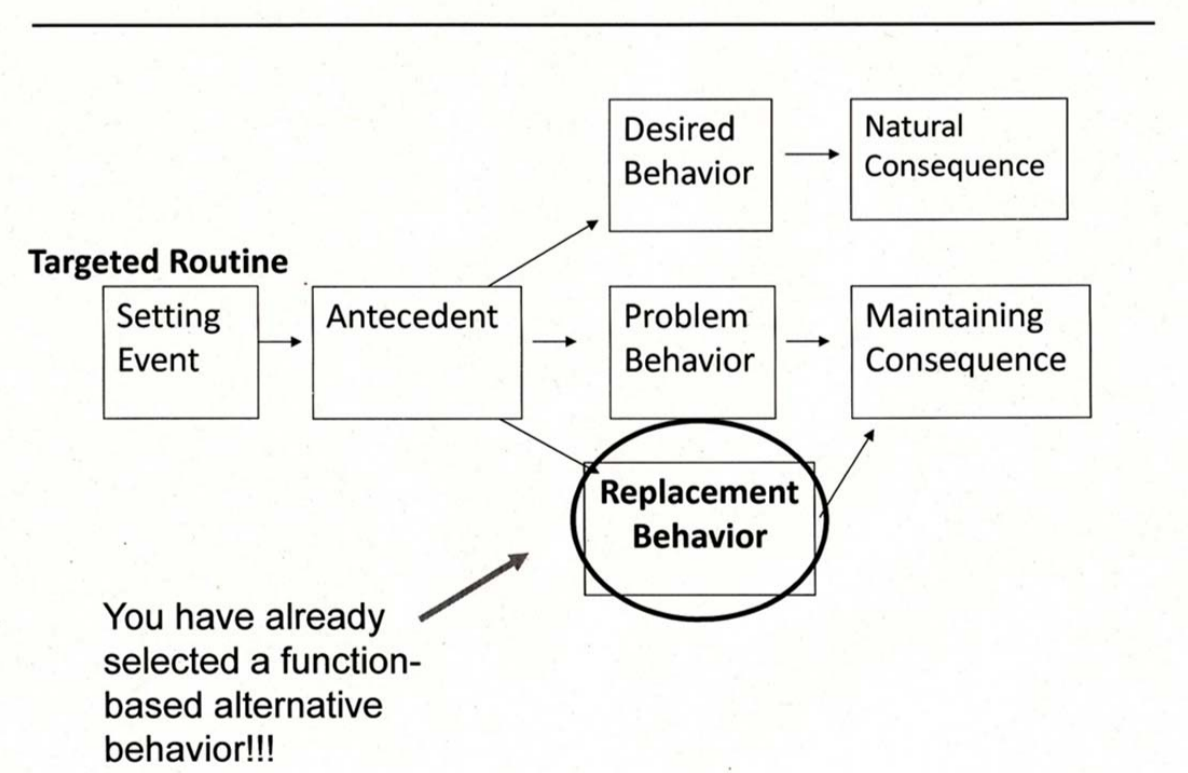 Desired
Behavior
Natural
Consequence
Targeted Routine
Setting
Event
Antecedent
Problem
Behavior
Maintaining
Consequence
Replacement
Behavior
You have already
selected a function-
based alternative
behavior!!!